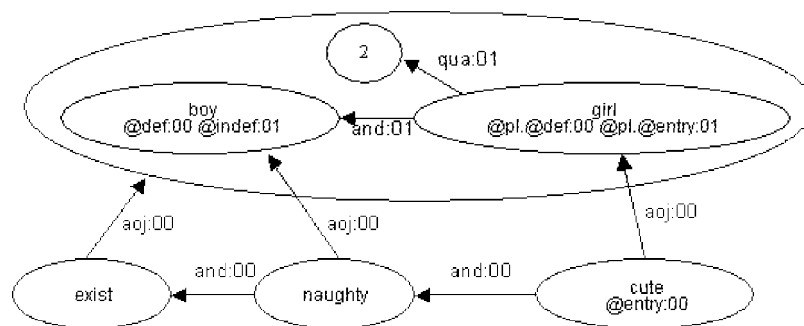 2
qua:01
boy
@def:00 @indef:01
and:01
girl
@pl.@def:00 @pl.@entry:01
aoj:00
aoj:00
aoj:00
exist
and:00
naughty
and:00
cute
@entry:00